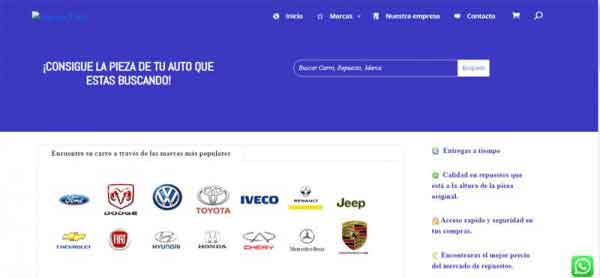 Inicio Marcas Nuestra empresa Contacto
¡CONSIGUE LA PIEZA DE TU AUTO QUE
ESTAS BUSCANDO!
Buscar Carro, Repuesto, Marca Búsqueda
Encuentre su carro a través de las marcas más populares
Entregas a tiempo
Calidad en repuestos que
está a la altura de la pieza
original.
Acceso rapido y seguridad en
tus compras.
Encontraras el mejor precio
del mercado de repuestos.
Ford DODGE TOYOTA IVECO RENAULT Jeep
CHEVROLET FIAT HYUNDAI HONDA CHERY Mercedes-Benz